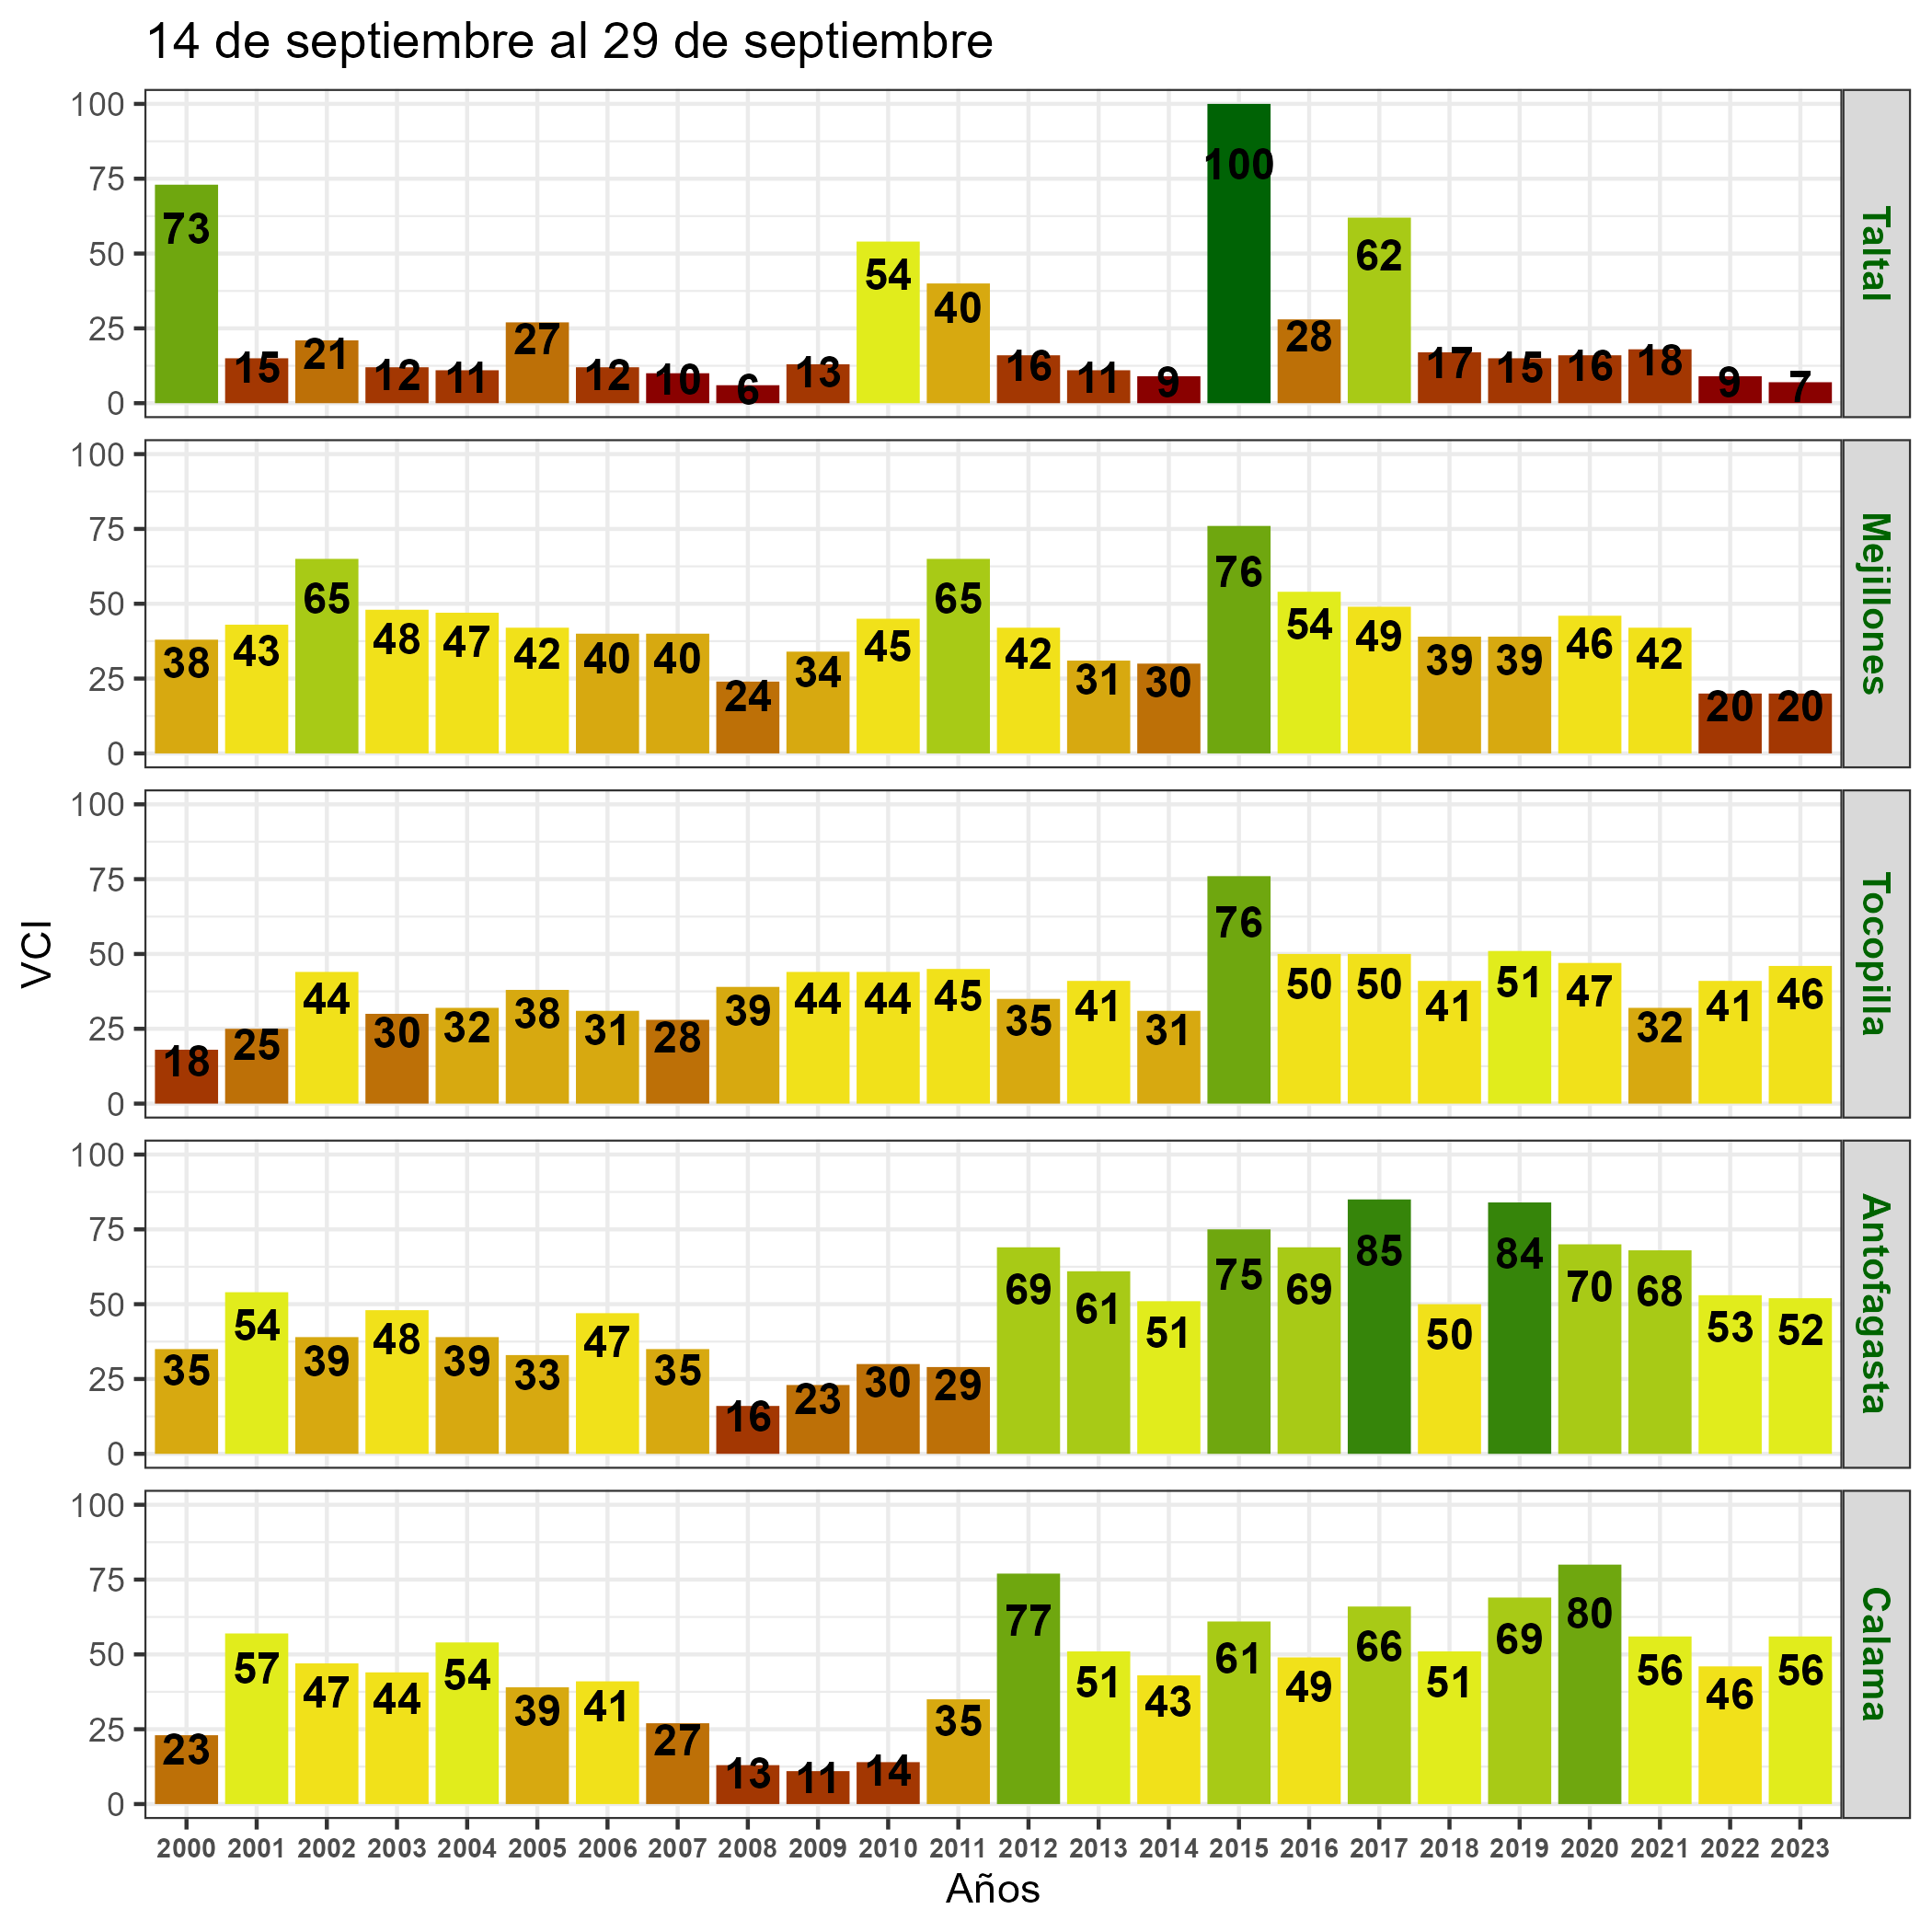 14 de septiembre al 29 de septiembre
100
75
50
25
0
73 15 21 12 11 27 12 10 6 13 54 40 16 11 9 100 28 62 17 15 16 18 9 7
Taltal
100
75
50
25
0
38 43 65 48 47 42 40 40 24 34 45 65 42 31 30 76 54 49 39 39 46 42 20 20
Mejillones
VCI
100
75
50
25
0
18 25 44 30 32 38 31 28 39 44 44 45 35 41 31 76 50 50 41 51 47 32 41 46
Tocopilla
100
75
50
25
0
35 54 39 48 39 33 47 35 16 23 30 29 69 61 51 75 69 85 50 84 70 68 53 52
Antofagasta
100
75
50
25
0
23 57 47 44 54 39 41 27 13 11 14 35 77 51 43 61 49 66 51 69 80 56 46 56
Calama
2000 2001 2002 2003 2004 2005 2006 2007 2008 2009 2010 2011 2012 2013 2014 2015 2016 2017 2018 2019 2020 2021 2022 2023
Años